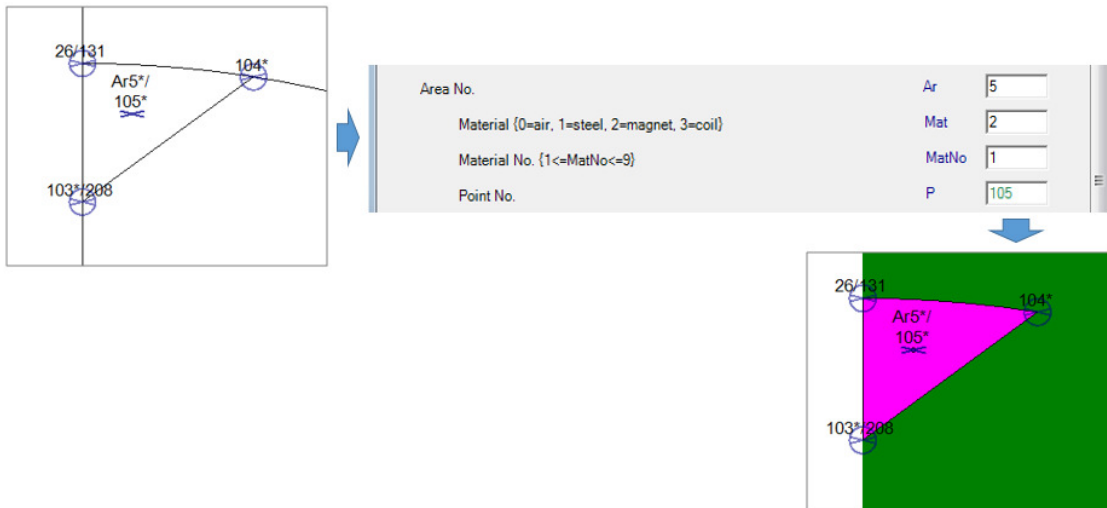 26/131
104*
Ar5*/
105*
103*/208
Area No. Ar 5
Material {0=air, 1=steel, 2=magnet, 3=coil} Mat 2
Material No. {1<=MatNo<=9} MatNo 1
Point No. P 105
26/131
104*
Ar5*/
105*
103*/208